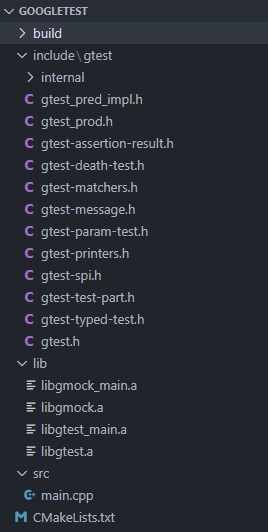 GOOGLETEST
build
include\gtest
internal
gtest_pred_impl.h
gtest_prod.h
gtest-assertion-result.h
gtest-death-test.h
gtest-matchers.h
gtest-message.h
gtest-param-test.h
gtest-printers.h
gtest-spi.h
gtest-test-part.h
gtest-typed-test.h
gtest.h
lib
libgmock_main.a
libgmock.a
libgtest_main.a
libgtest.a
src
main.cpp
CMakeLists.txt